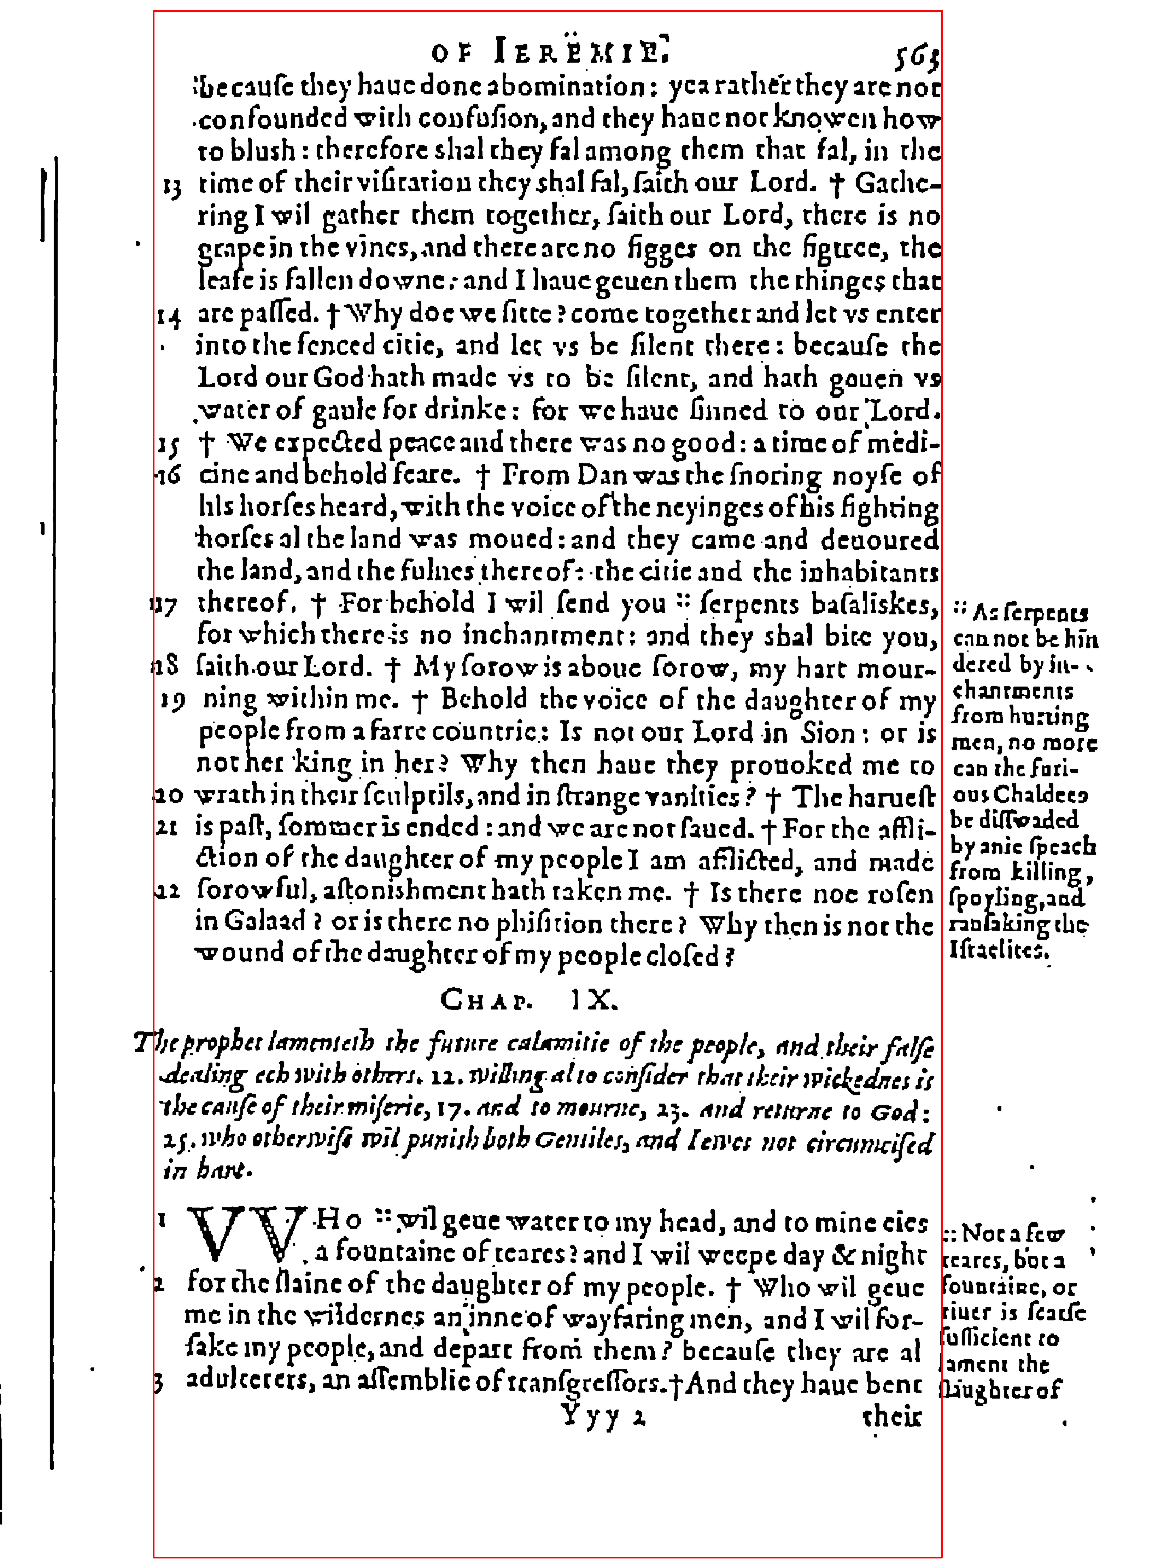 OF IEREMIE. 563
because they haue done abomination: yea rather they are not
confounded with confusion, and they haue not knowen how
to blush: therefore shal they fal among them that fal, in the
13 time of their visitation they shal fal, saith our Lord. † Gathe-
ring I wil gather them together, saith our Lord, there is no
grape in the vines, and there are no figges on the figtree, the
leafe is fallen downe: and I haue geuen them the thinges that
14 are passed. † Why doe we sitte? come together and let vs enter
into the fenced citie, and let vs be silent there: because the
Lord our God hath made vs to be silent, and hath geuen vs
water of gaule for drinke: for we haue sinned to our Lord.
15 † We expected peace and there was no good: a time of medi-
16 cine and behold feare. † From Dan was the snoring noyse of
his horses heard, with the voice of the neyinges of his fighting
horses al the land was moued: and they came and deuoured
the land, and the fulnes thereof: the citie and the inhabitants
17 thereof. † For behold I wil send you :: serpents basaliskes,
for which there is no inchantment: and they shal bite you,
18 saith our Lord. † My sorow is aboue sorow, my hart mour-
19 ning within me. † Behold the voice of the daughter of my
people from a farre countrie: Is not our Lord in Sion: or is
not her king in her? Why then haue they prouoked me to
20 wrath in their sculptils, and in strange vanities? † The haruest
21 is past, sommer is ended: and we are not saued. † For the affli-
ction of the daughter of my people I am afflicted, and made
22 sorowful, astonishment hath taken me. † Is there noe rosen
in Galaad? or is there no phisition there? Why then is not the
wound of the daughter of my people closed?
:: As serpents
can not be hin
dered by in-
chantments
from hurting
men, no more
can the furi-
ous Chaldees
be disswaded
by anie speach
from killing,
spoyling, and
ransaking the
Israelites.
CHAP. IX.
The prophet lamenteth the future calamitie of the people, and their false
dealing ech with others. 12. willing al to consider that their wickednes is
the cause of their miserie, 17. and to mourne, 23. and returne to God:
25. who otherwise wil punish both Gentiles, and Iewes not circumcised
in hart.
1 VVHo :: wil geue water to my head, and to mine eies
a fountaine of teares? and I wil weepe day & night
2 for the slaine of the daughter of my people. † Who wil geue
me in the wildernes an inne of wayfaring men, and I wil for-
sake my people, and depart from them? because they are al
3 adulterers, an assemblie of transgressors. † And they haue bent
:: Not a few
teares, but a
fountaine, or
riuer is scarse
sufficient to
lament the
slaughter of
Yyy 2 their